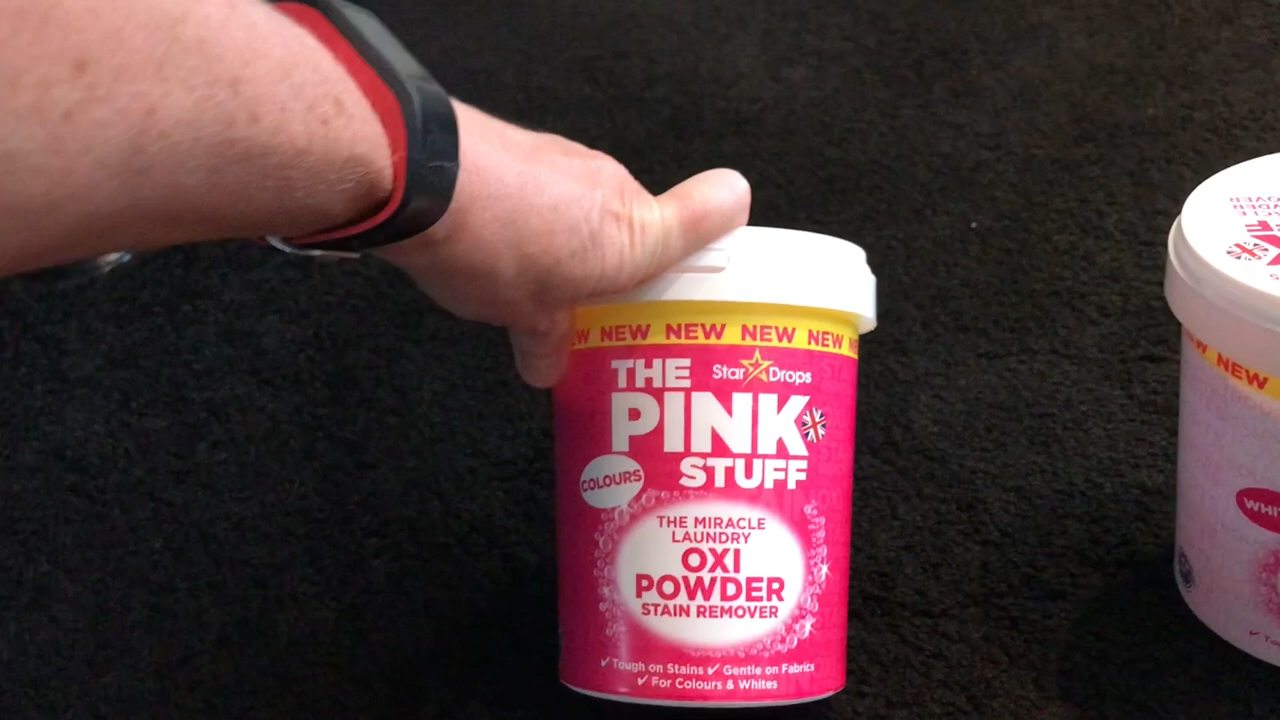 NEW NEW NEW NEW
THE
Star Drops
PINK
STUFF
COLOURS
THE MIRACLE
LAUNDRY
OXI
POWDER
STAIN REMOVER
✓ Tough on Stains ✓ Gentle on Fabrics
✓ For Colours & Whites
NEW